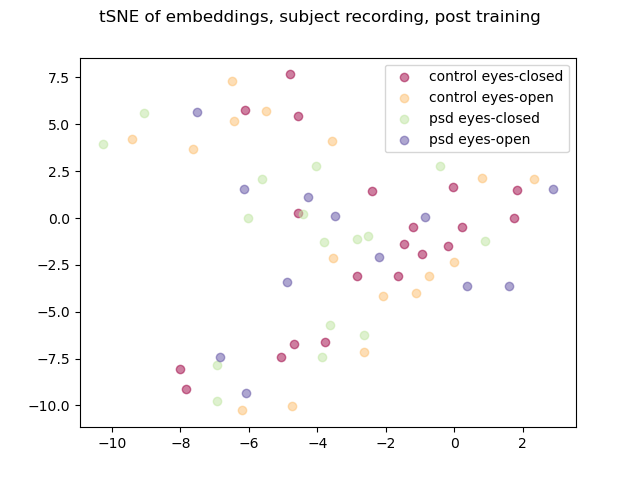 tSNE of embeddings, subject recording, post training
control eyes-closed
control eyes-open
psd eyes-closed
psd eyes-open
7.5
5.0
2.5
0.0
−2.5
−5.0
−7.5
−10.0
−10 −8 −6 −4 −2 0 2